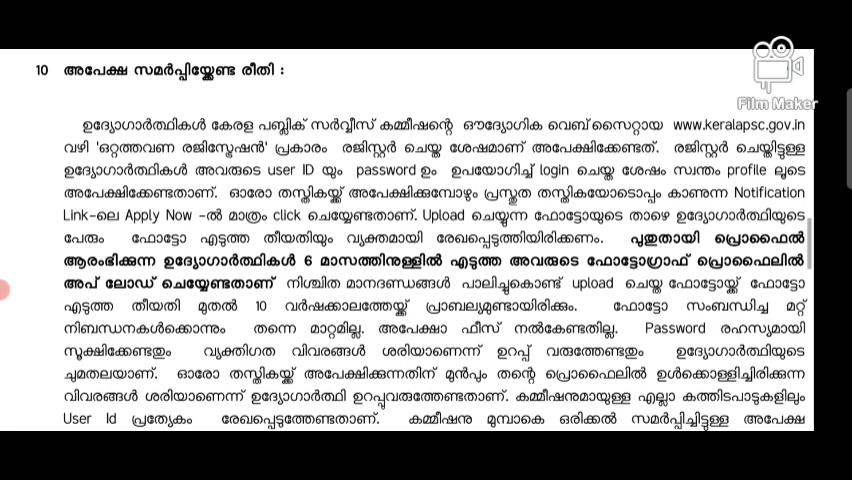 Film Maker
10 അപേക്ഷ സമർപ്പിയ്ക്കേണ്ട രീതി :
ഉദ്യോഗാർത്ഥികൾ കേരള പബ്ലിക് സർവ്വീസ് കമ്മീഷന്റെ ഔദ്യോഗിക വെബ് സൈറ്റായ www.keralapsc.gov.in
വഴി 'ഒറ്റത്തവണ രജിസ്ട്രേഷൻ' പ്രകാരം രജിസ്റ്റർ ചെയ്ത ശേഷമാണ് അപേക്ഷിക്കേണ്ടത്. രജിസ്റ്റർ ചെയ്തിട്ടുള്ള
ഉദ്യോഗാർത്ഥികൾ അവരുടെ user ID യും password ഉം ഉപയോഗിച്ച് login ചെയ്ത ശേഷം സ്വന്തം profile ലൂടെ
അപേക്ഷിക്കേണ്ടതാണ്. ഓരോ തസ്തികയ്ക്ക് അപേക്ഷിക്കുമ്പോഴും പ്രസ്തുത തസ്തികയോടൊപ്പം കാണുന്ന Notification
Link-ലെ Apply Now -ൽ മാത്രം click ചെയ്യേണ്ടതാണ്. Upload ചെയ്യുന്ന ഫോട്ടോയുടെ താഴെ ഉദ്യോഗാർത്ഥിയുടെ
പേരും ഫോട്ടോ എടുത്ത തീയതിയും വ്യക്തമായി രേഖപ്പെടുത്തിയിരിക്കണം. പുതുതായി പ്രൊഫൈൽ
ആരംഭിക്കുന്ന ഉദ്യോഗാർത്ഥികൾ 6 മാസത്തിനുള്ളിൽ എടുത്ത അവരുടെ ഫോട്ടോഗ്രാഫ് പ്രൊഫൈലിൽ
അപ് ലോഡ് ചെയ്യേണ്ടതാണ് നിശ്ചിത മാനദണ്ഡങ്ങൾ പാലിച്ചുകൊണ്ട് upload ചെയ്ത ഫോട്ടോയ്ക്ക് ഫോട്ടോ
എടുത്ത തീയതി മുതൽ 10 വർഷക്കാലത്തേയ്ക്ക് പ്രാബല്യമുണ്ടായിരിക്കും. ഫോട്ടോ സംബന്ധിച്ച മറ്റ്
നിബന്ധനകൾക്കൊന്നും തന്നെ മാറ്റമില്ല. അപേക്ഷാ ഫീസ് നൽകേണ്ടതില്ല. Password രഹസ്യമായി
സൂക്ഷിക്കേണ്ടതും വ്യക്തിഗത വിവരങ്ങൾ ശരിയാണെന്ന് ഉറപ്പ് വരുത്തേണ്ടതും ഉദ്യോഗാർത്ഥിയുടെ
ചുമതലയാണ്. ഓരോ തസ്തികയ്ക്ക് അപേക്ഷിക്കുന്നതിന് മുൻപും തന്റെ പ്രൊഫൈലിൽ ഉൾക്കൊള്ളിച്ചിരിക്കുന്ന
വിവരങ്ങൾ ശരിയാണെന്ന് ഉദ്യോഗാർത്ഥി ഉറപ്പുവരുത്തേണ്ടതാണ്. കമ്മീഷനുമായുള്ള എല്ലാ കത്തിടപാടുകളിലും
User Id പ്രത്യേകം രേഖപ്പെടുത്തേണ്ടതാണ്. കമ്മീഷനു മുമ്പാകെ ഒരിക്കൽ സമർപ്പിച്ചിട്ടുള്ള അപേക്ഷ